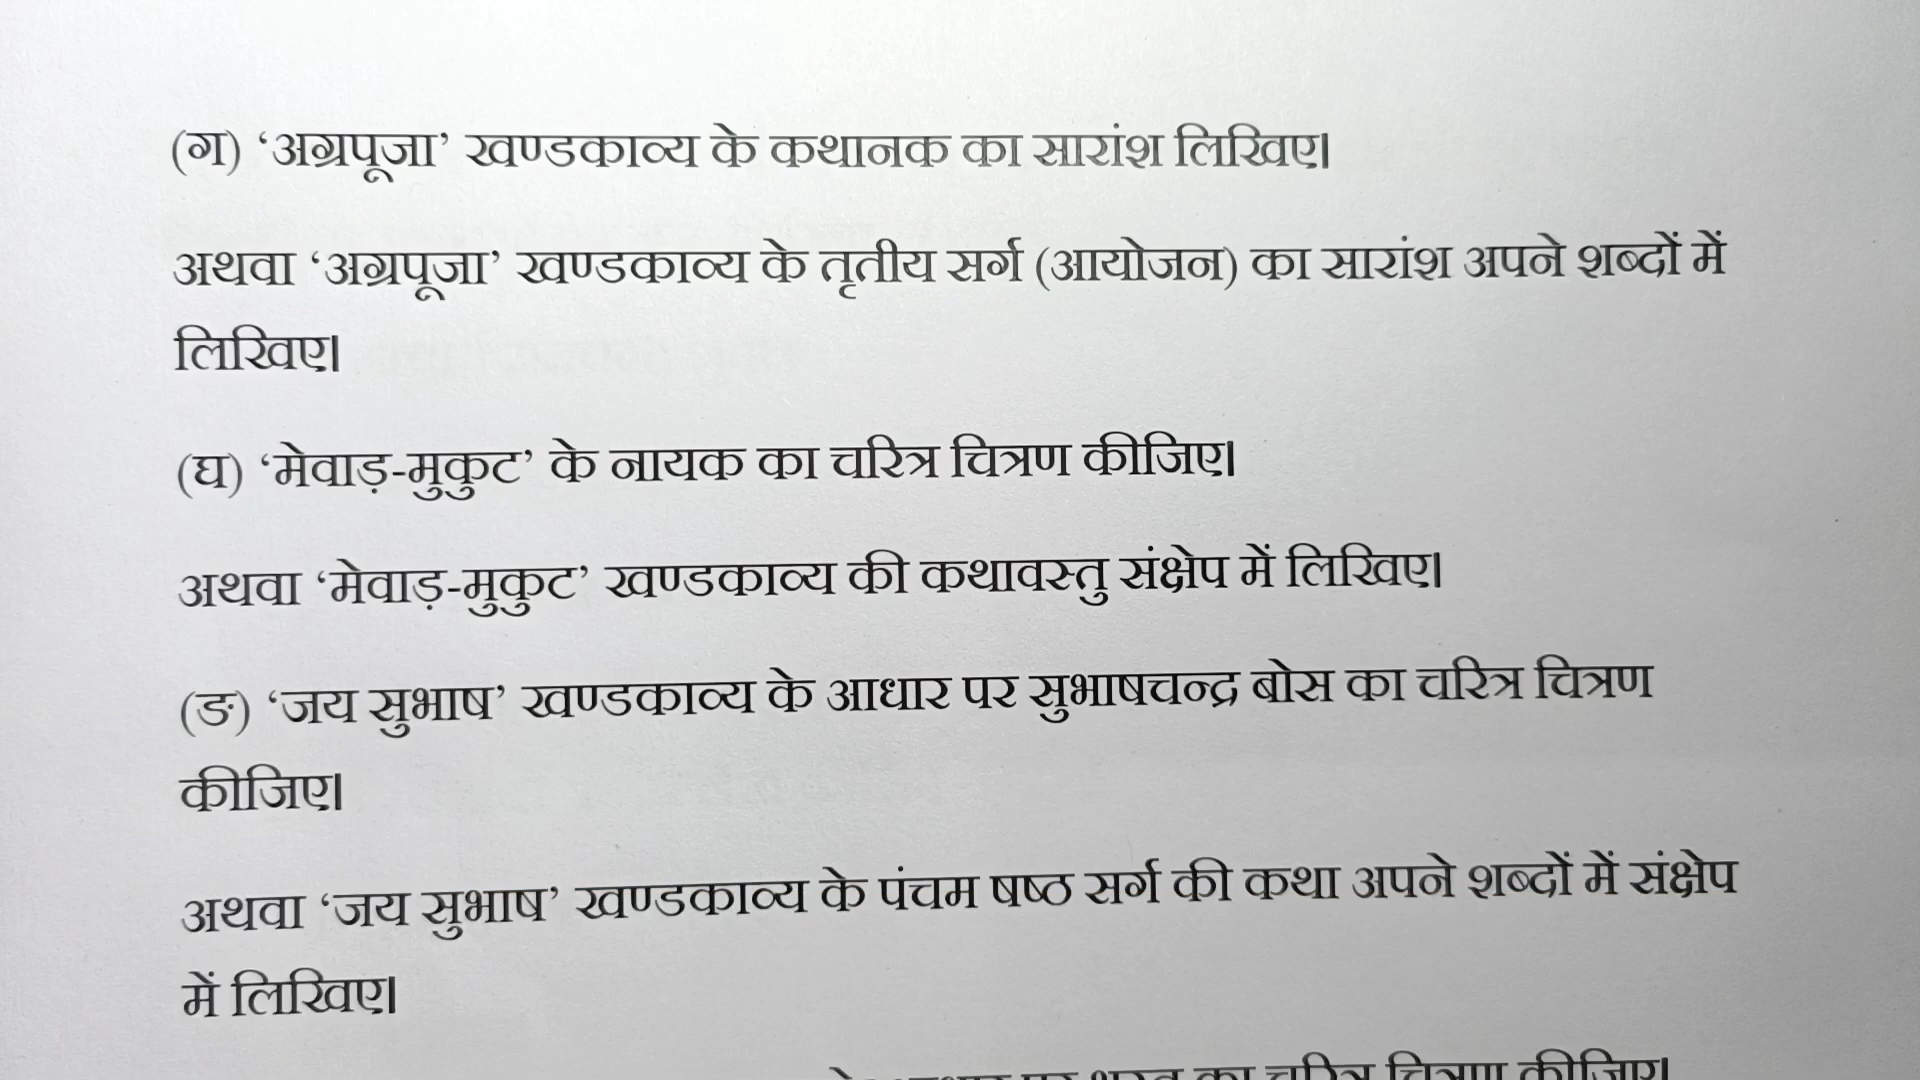 (ग) ‘अग्रपूजा’ खण्डकाव्य के कथानक का सारांश लिखिए।
अथवा ‘अग्रपूजा’ खण्डकाव्य के तृतीय सर्ग (आयोजन) का सारांश अपने शब्दों में
लिखिए।
(घ) ‘मेवाड़-मुकुट’ के नायक का चरित्र चित्रण कीजिए।
अथवा ‘मेवाड़-मुकुट’ खण्डकाव्य की कथावस्तु संक्षेप में लिखिए।
(ङ) ‘जय सुभाष’ खण्डकाव्य के आधार पर सुभाषचन्द्र बोस का चरित्र चित्रण
कीजिए।
अथवा ‘जय सुभाष’ खण्डकाव्य के पंचम षष्ठ सर्ग की कथा अपने शब्दों में संक्षेप
में लिखिए।
का चरित्र चित्रण कीजिए।